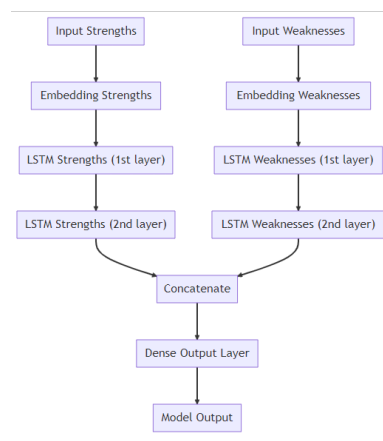 Input Strengths
Input Weaknesses
Embedding Strengths
Embedding Weaknesses
LSTM Strengths (1st layer)
LSTM Weaknesses (1st layer)
LSTM Strengths (2nd layer)
LSTM Weaknesses (2nd layer)
Concatenate
Dense Output Layer
Model Output